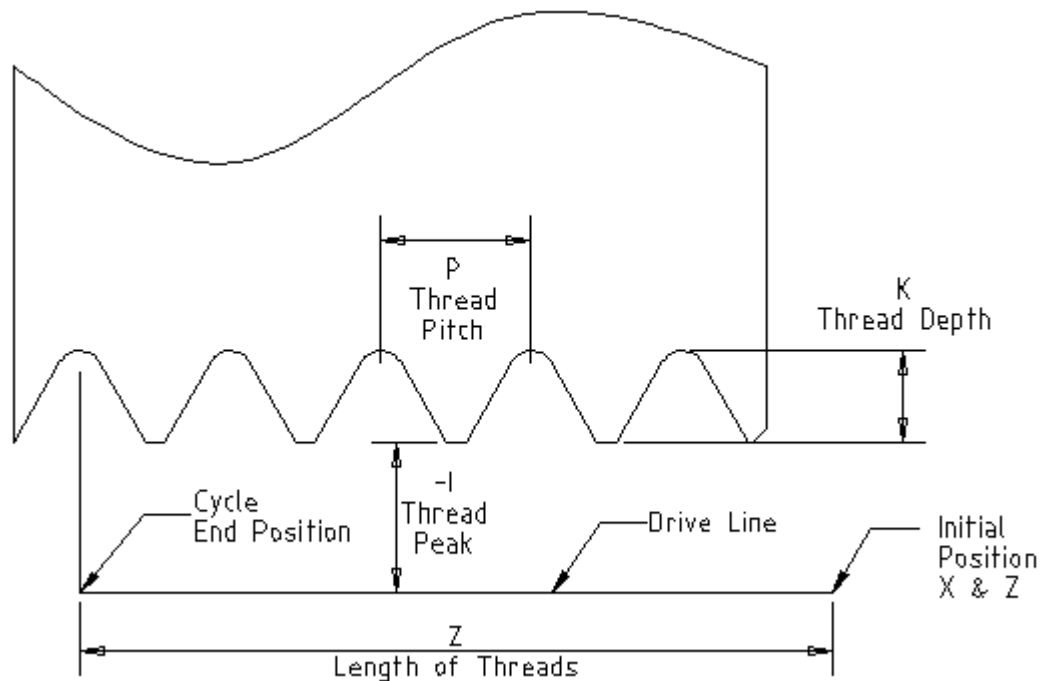 P
Thread
Pitch
K
Thread Depth
-I
Thread
Peak
Cycle
End Position
Drive Line
Initial
Position
X & Z
Z
Length of Threads